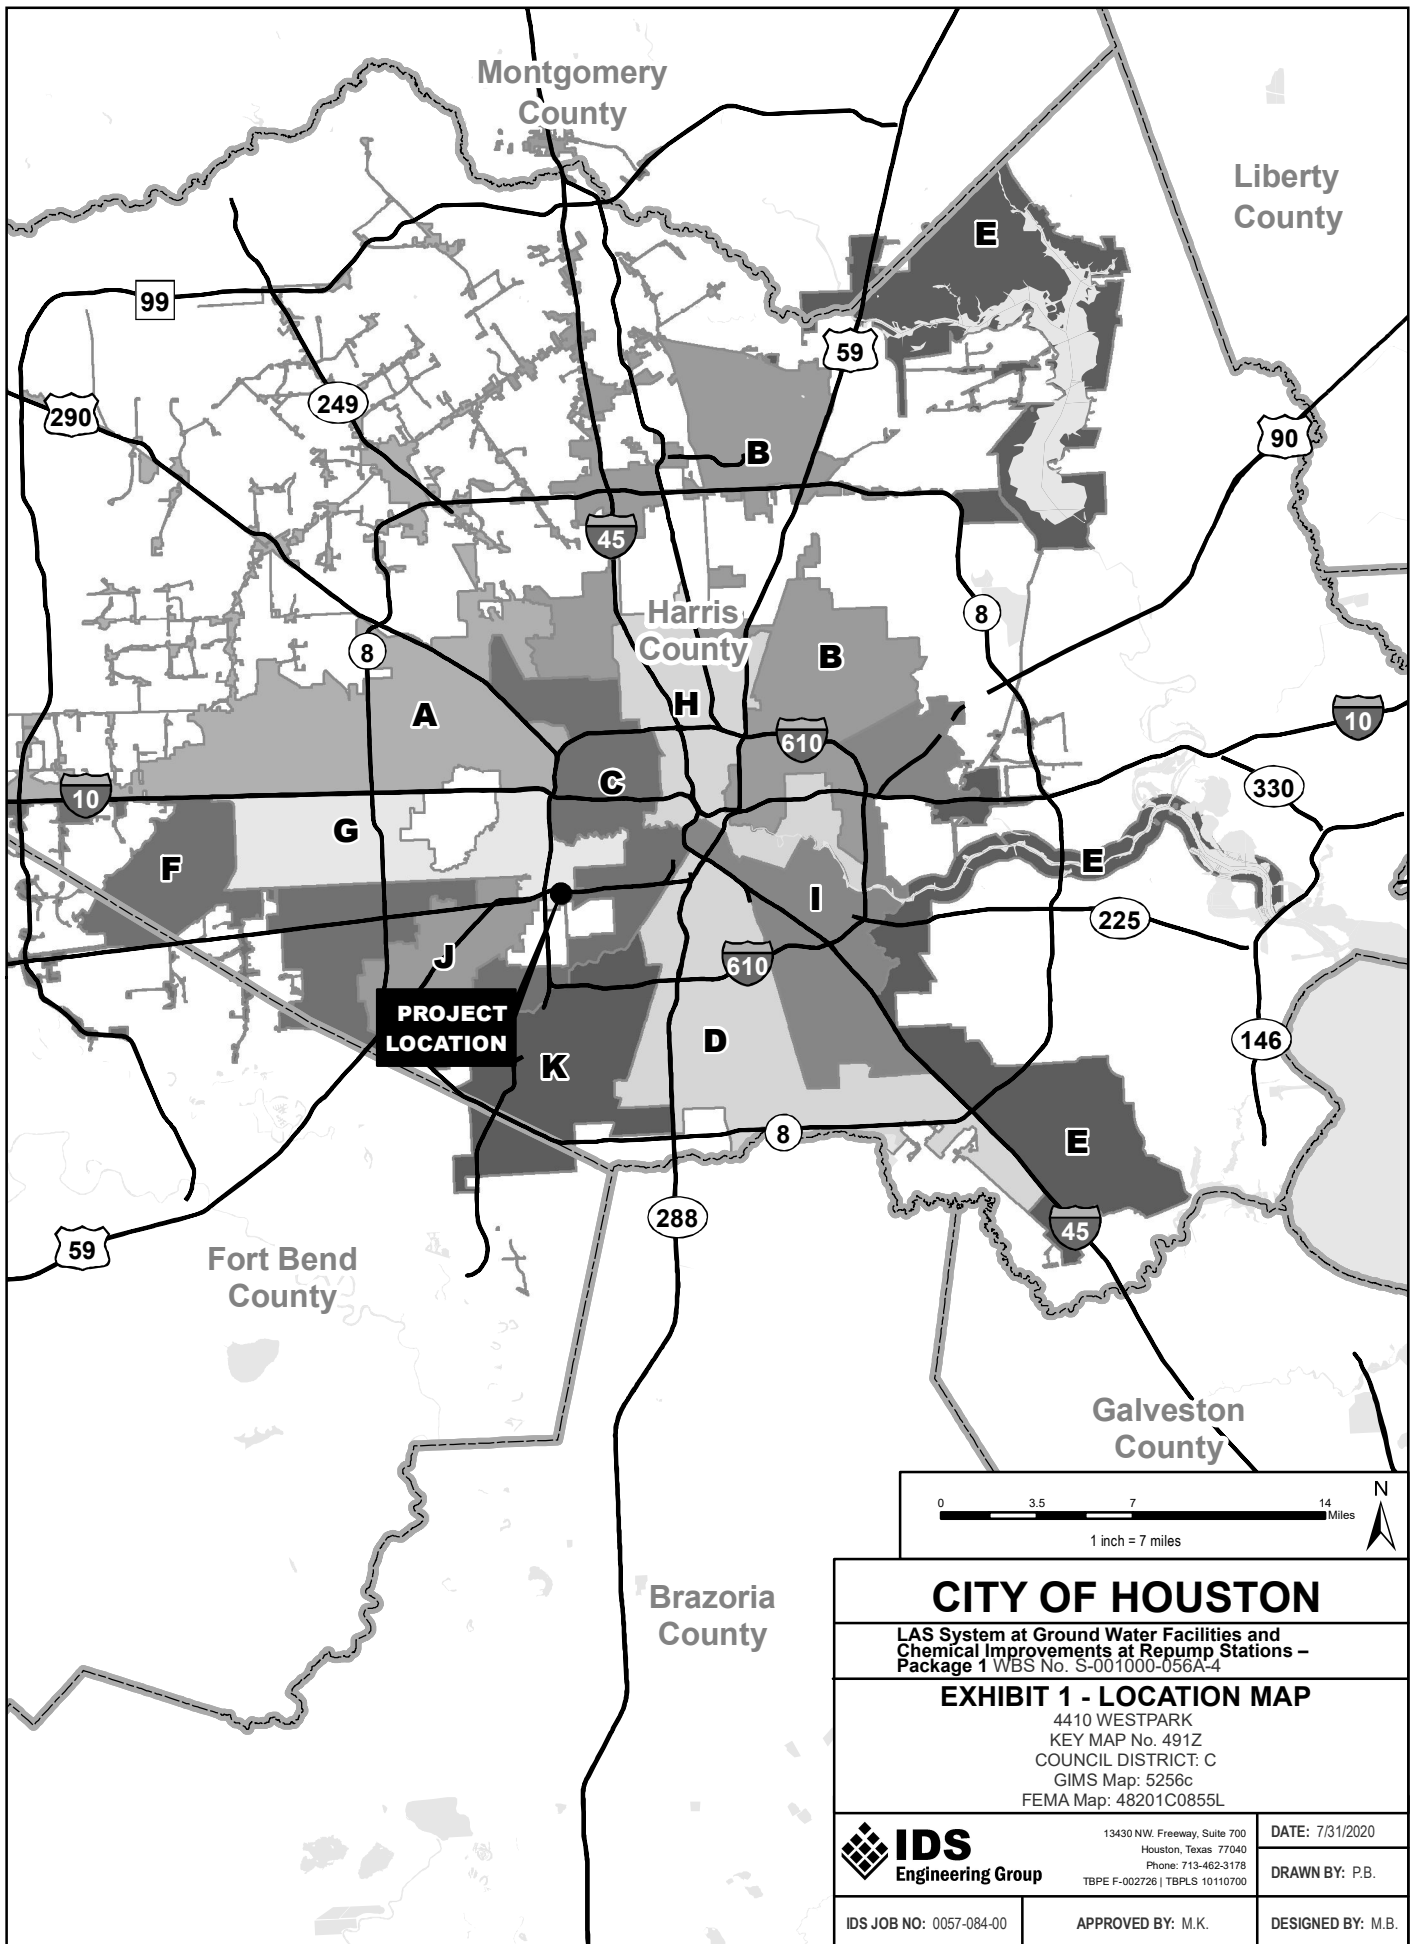 Montgomery
County
Liberty
County
E
99
59
290
249
90
B
45
Harris
County
8
8
B
H
A
610
10
C
10
330
G
F
E
I
225
J
610
PROJECT
LOCATION
D
146
K
8
E
288
45
59
Fort Bend
County
Galveston
County
N
0 3.5 7 14
Miles
1 inch = 7 miles
Brazoria
County
CITY OF HOUSTON
LAS System at Ground Water Facilities and
Chemical Improvements at Repump Stations –
Package 1 WBS No. S-001000-056A-4
EXHIBIT 1 - LOCATION MAP
4410 WESTPARK
KEY MAP No. 491Z
COUNCIL DISTRICT: C
GIMS Map: 5256c
FEMA Map: 48201C0855L
IDS
Engineering Group
13430 NW. Freeway, Suite 700
Houston, Texas 77040
Phone: 713-462-3178
TBPE F-002726 | TBPLS 10110700
DATE: 7/31/2020
DRAWN BY: P.B.
IDS JOB NO: 0057-084-00
APPROVED BY: M.K.
DESIGNED BY: M.B.